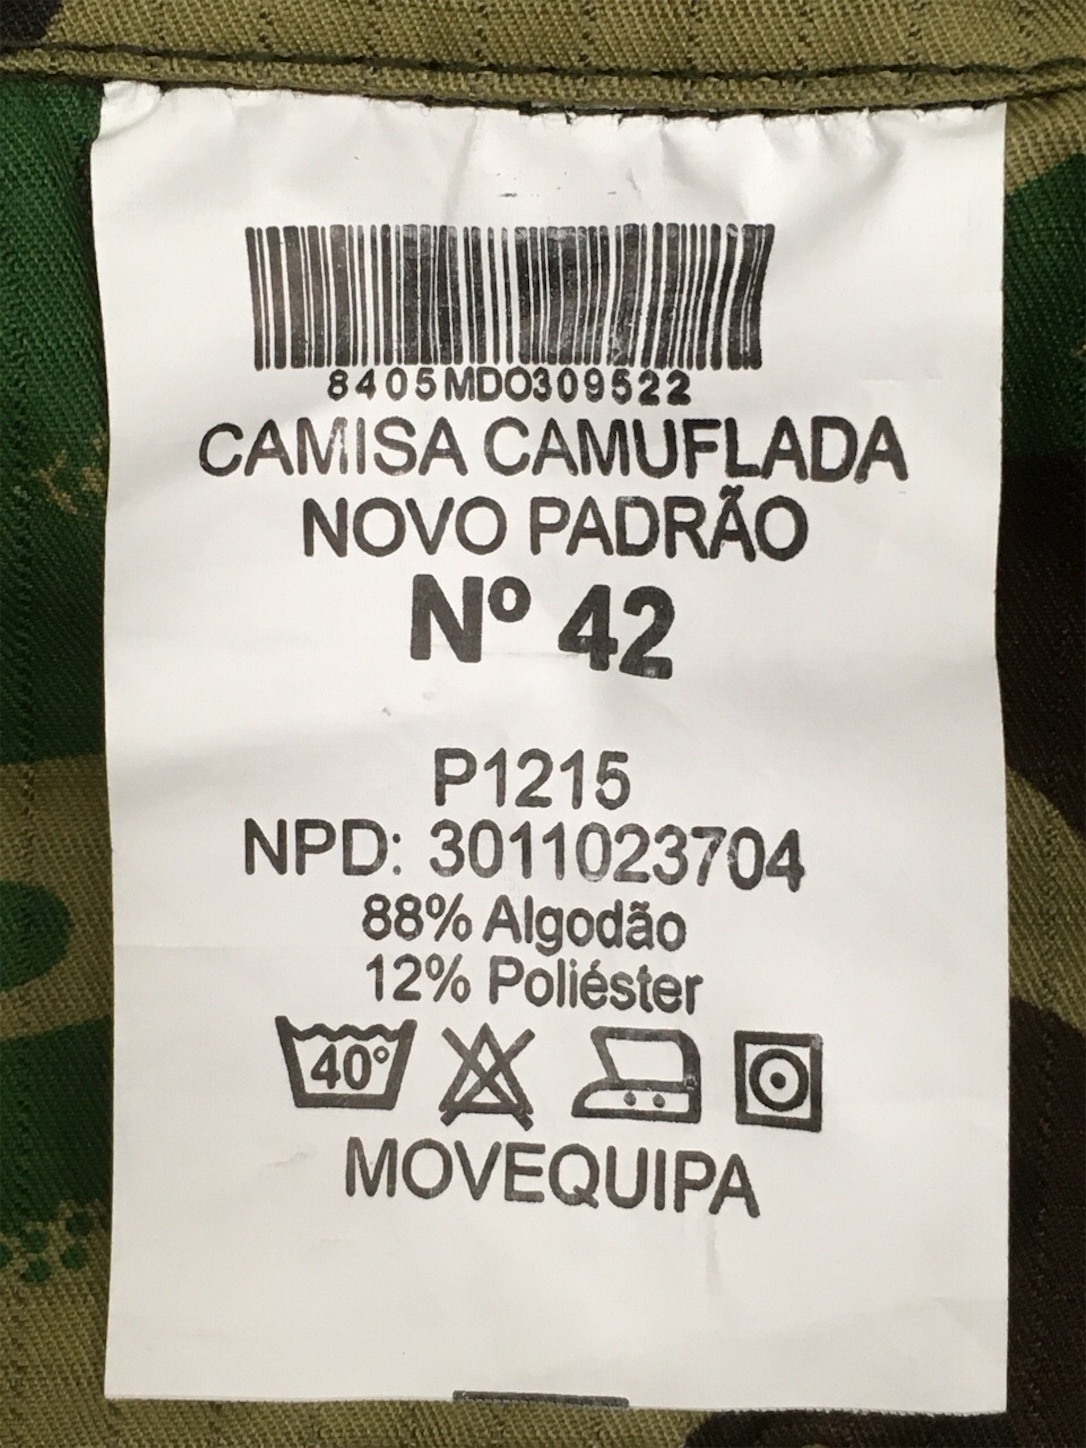 8405MDO309522
CAMISA CAMUFLADA
NOVO PADRÃO
Nº 42
P1215
NPD: 3011023704
88% Algodão
12% Poliéster
40°
MOVEQUIPA